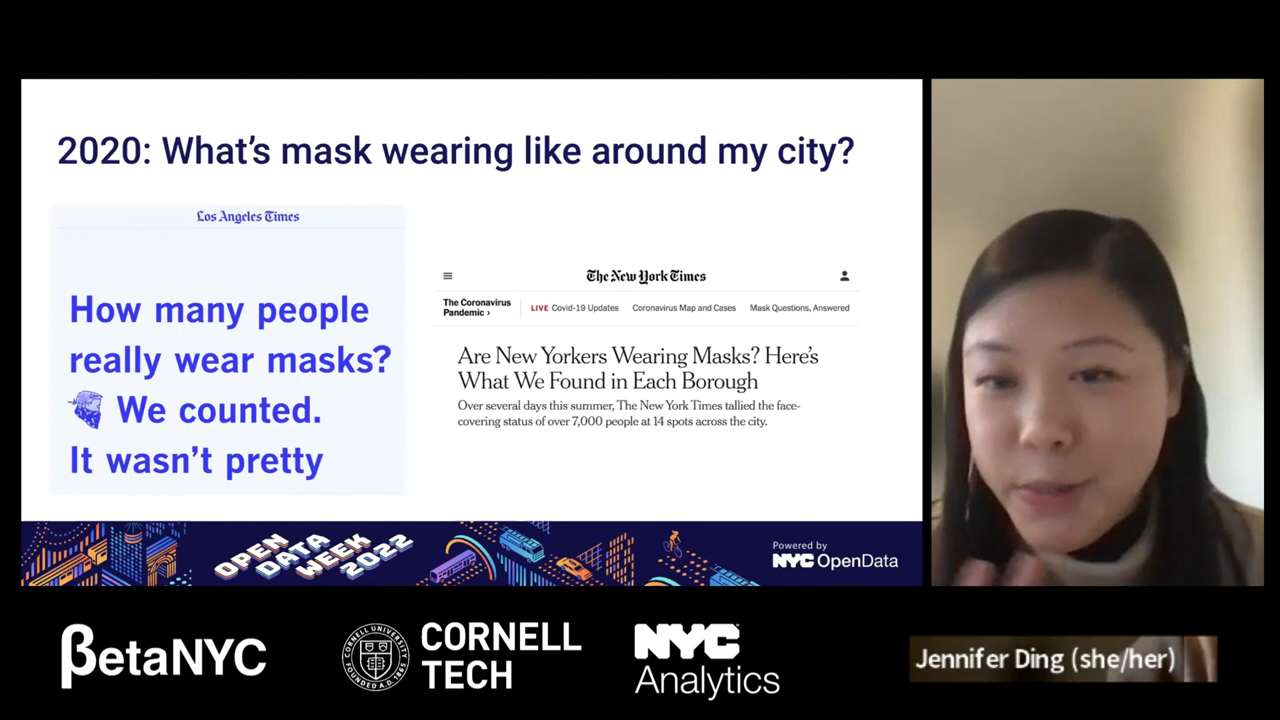 2020: What's mask wearing like around my city?
Los Angeles Times
How many people
really wear masks?
We counted.
It wasn't pretty
The New York Times
The Coronavirus
Pandemic ›
LIVE Covid-19 Updates
Coronavirus Map and Cases
Mask Questions, Answered
Are New Yorkers Wearing Masks? Here's
What We Found in Each Borough
Over several days this summer, The New York Times tallied the face-
covering status of over 7,000 people at 14 spots across the city.
OPEN
DATA
WEEK
2022
Powered by
NYC OpenData
βetaNYC
CORNELL UNIVERSITY
FOUNDED A.D. 1865
CORNELL
TECH
NYC
Analytics
Jennifer Ding (she/her)